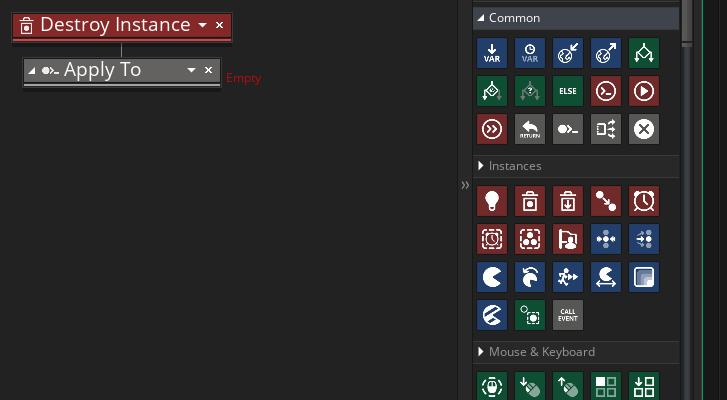 Destroy Instance
Apply To
Empty
Common
VAR
VAR
ELSE
RETURN
Instances
CALL
EVENT
Mouse & Keyboard